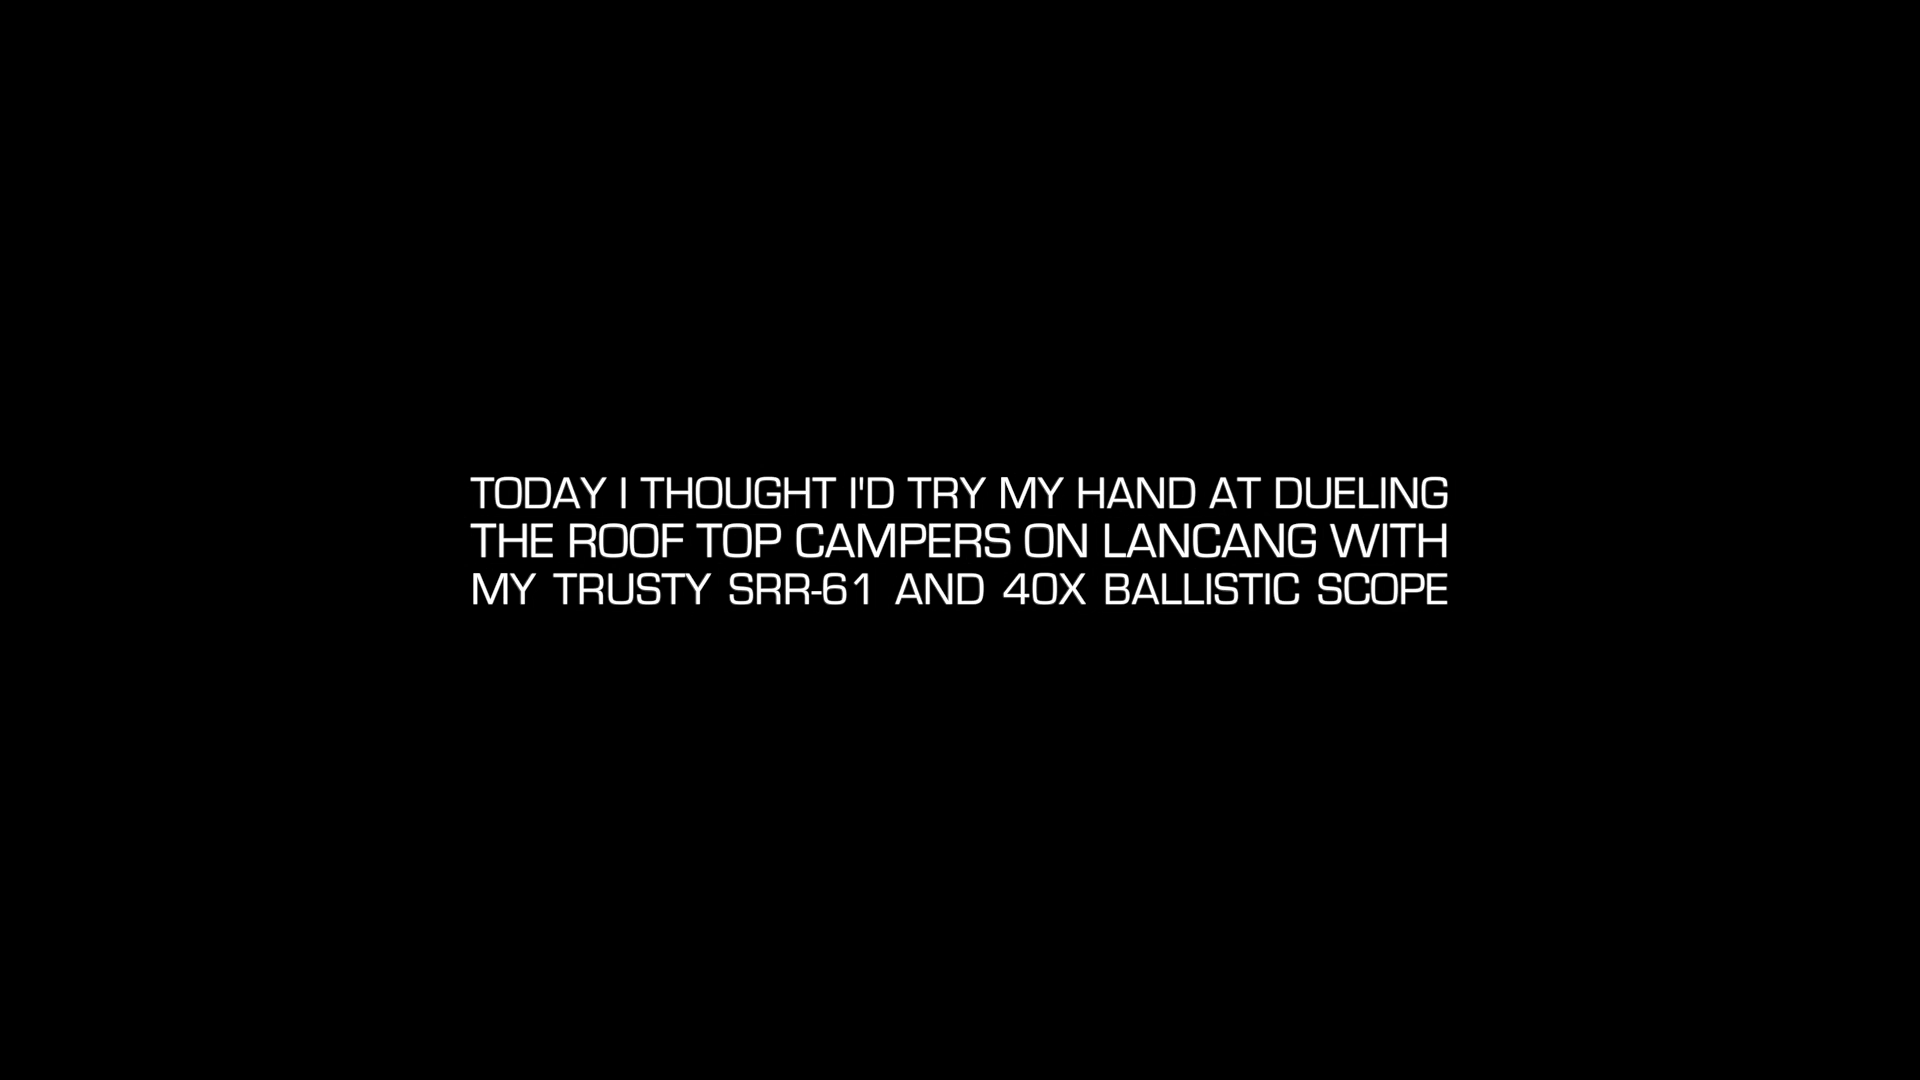 TODAY I THOUGHT I'D TRY MY HAND AT DUELING
THE ROOF TOP CAMPERS ON LANCANG WITH
MY TRUSTY SRR-61 AND 40X BALLISTIC SCOPE